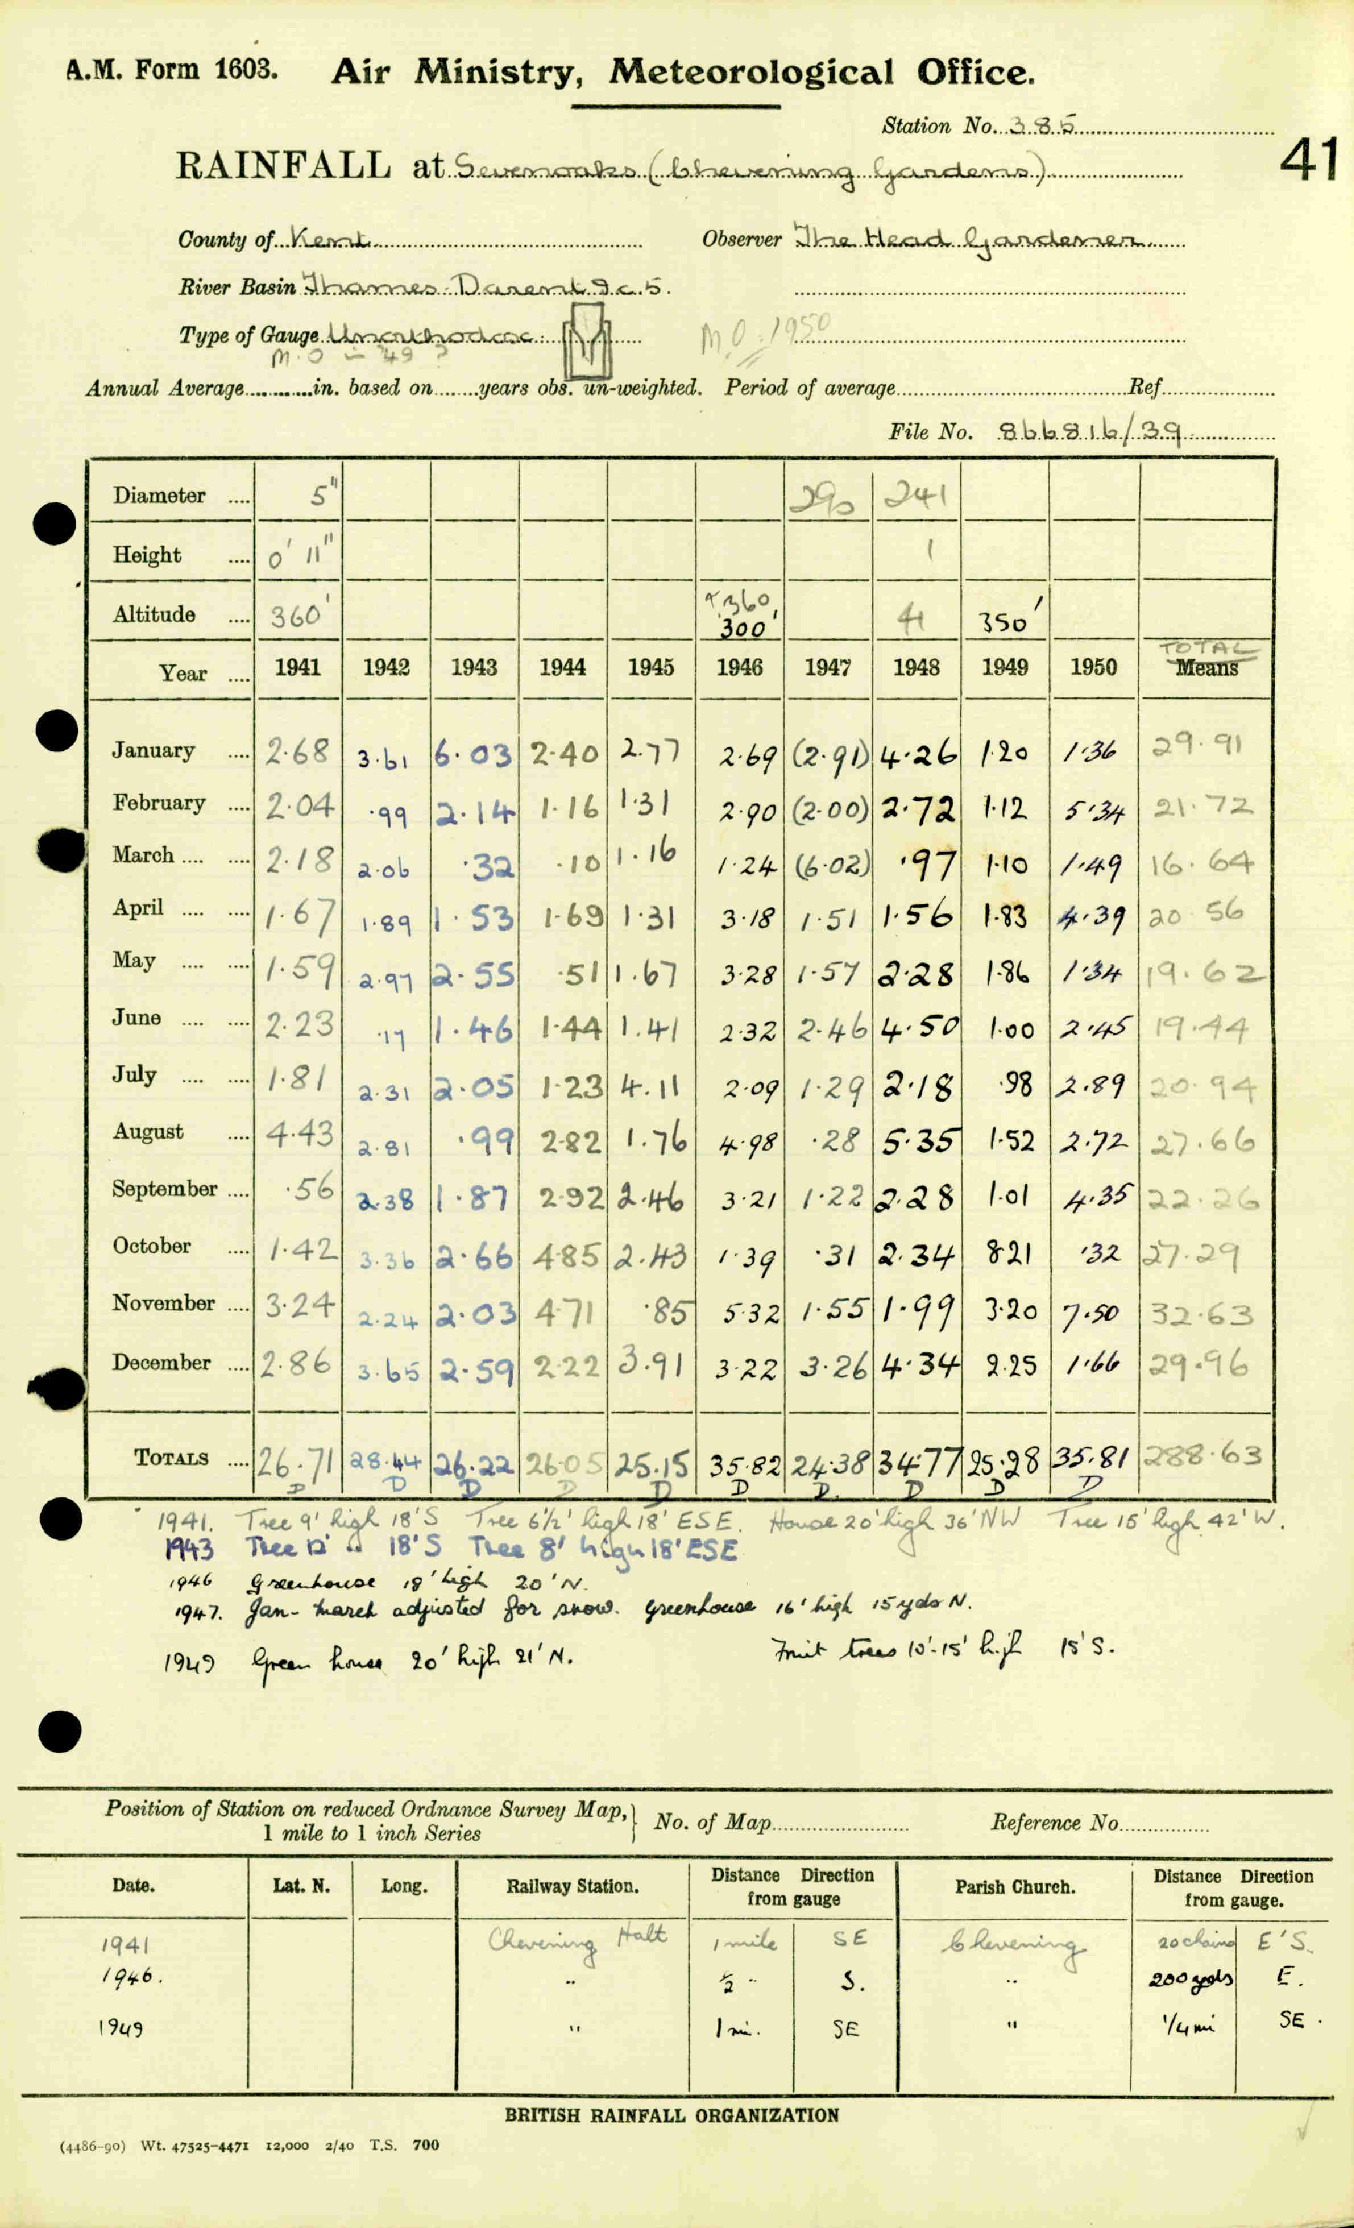 A.M. Form 1603. Air Ministry, Meteorological Office.
Station No. 385
41
RAINFALL at Sevenoaks (Chevening Gardens)
County of Kent Observer The Head Gardener
River Basin Thames. Darent 9c.5.
Type of Gauge Unorthodox. M.O. 1950
M.O in '49 ?
Annual Average in. based on years obs. un-weighted. Period of average Ref.
File No. 866816/39
Diameter .... 5" 290 241
Height .... 0' 11" 1
Altitude .... 360' 360 41
300' 350'
TOTAL
Year .... 1941 1942 1943 1944 1945 1946 1947 1948 1949 1950 Means
January .... 2.68 3.61 6.03 2.40 2.77 2.69 (2.91) 4.26 1.20 1.36 29.91
February .... 2.04 .99 2.14 1.16 1.31 2.90 (2.00) 2.72 1.12 5.34 21.72
March .... .... 2.18 2.06 .32 .10 1.16 1.24 (6.02) .97 1.10 1.49 16.64
April .... .... 1.67 1.89 1.53 1.69 1.31 3.18 1.51 1.56 1.83 4.39 20.56
May .... .... 1.59 2.97 2.55 .51 1.67 3.28 1.57 2.28 1.86 1.34 19.62
June .... .... 2.23 .17 1.46 1.44 1.41 2.32 2.46 4.50 1.00 2.45 19.44
July .... .... 1.81 2.31 2.05 1.23 4.11 2.09 1.29 2.18 .98 2.89 20.94
August .... 4.43 2.81 .99 2.82 1.76 4.98 .28 5.35 1.52 2.72 27.66
September .... .56 2.38 1.87 2.92 2.46 3.21 1.22 2.28 1.01 4.35 22.26
October .... 1.42 3.36 2.66 4.85 2.43 1.39 .31 2.34 8.21 .32 27.29
November .... 3.24 2.24 2.03 4.71 .85 5.32 1.55 1.99 3.20 7.50 32.63
December .... 2.86 3.65 2.59 2.22 3.91 3.22 3.26 4.34 2.25 1.66 29.96
TOTALS .... 26.71 28.44 26.22 26.05 25.15 35.82 24.38 34.77 25.28 35.81 288.63
D D D D D D D. D D D
1941. Tree 9' high 18'S Tree 6½' high 18' ESE. House 20' high 36' NW Tree 15' high 42' W.
1943 Tree 12' " 18'S Tree 8' high 18' ESE
1946 Greenhouse 18' high 20' N.
1947. Jan - March adjusted for snow. Greenhouse 16' high 15 yds N.
1949 Green house 20' high 21' N. Fruit trees 10'-15' high 15' S.
Position of Station on reduced Ordnance Survey Map, No. of Map Reference No.
1 mile to 1 inch Series
Date. Lat. N. Long. Railway Station. Distance Direction from gauge Parish Church. Distance Direction from gauge.
1941 Chevening Halt 1 mile SE Chevening 20 chains E'S.
1946. " ½ " S. " 200 yds E.
1949 " 1 mi. SE " 1/4 mi SE.
BRITISH RAINFALL ORGANIZATION
(4486-90) Wt. 47525-4471 12,000 2/40 T.S. 700